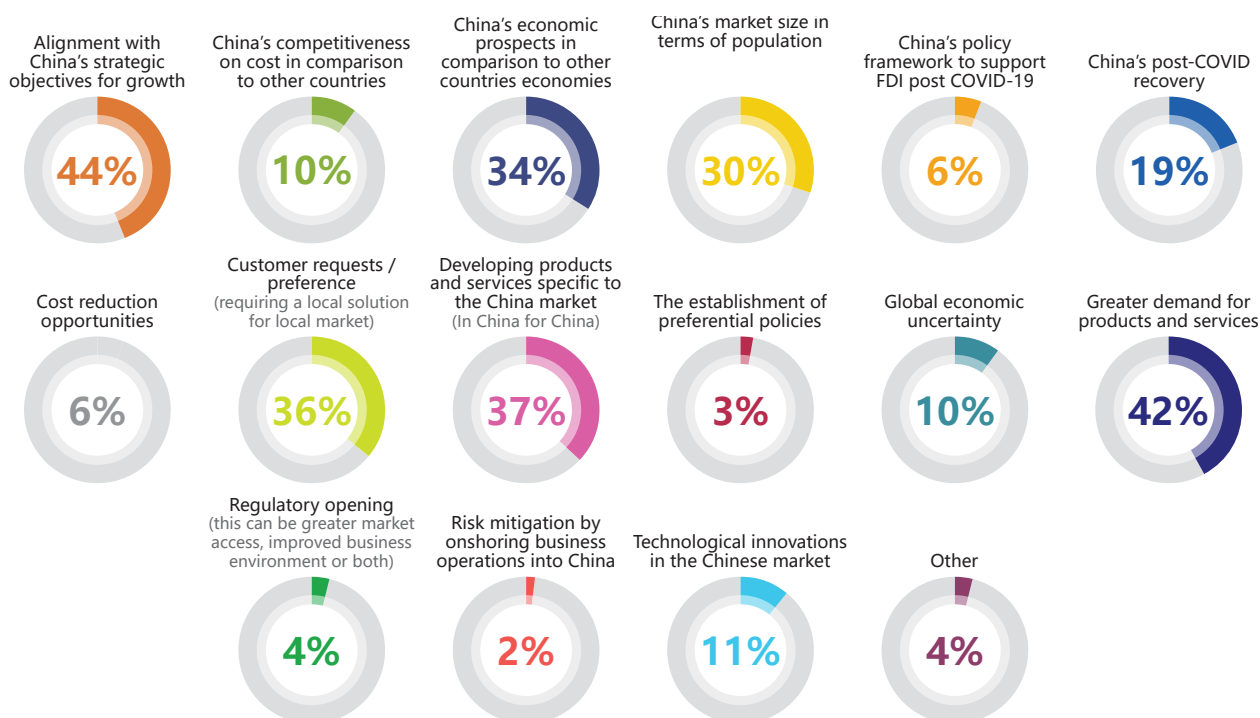 Alignment with
China's strategic
objectives for growth
44%
China's competitiveness
on cost in comparison
to other countries
10%
China's economic
prospects in
comparison to other
countries economies
34%
China's market size in
terms of population
30%
China's policy
framework to support
FDI post COVID-19
6%
China's post-COVID
recovery
19%
Cost reduction
opportunities
6%
Customer requests /
preference
(requiring a local solution
for local market)
36%
Developing products
and services specific to
the China market
(In China for China)
37%
The establishment of
preferential policies
3%
Global economic
uncertainty
10%
Greater demand for
products and services
42%
Regulatory opening
(this can be greater market
access, improved business
environment or both)
4%
Risk mitigation by
onshoring business
operations into China
2%
Technological innovations
in the Chinese market
11%
Other
4%